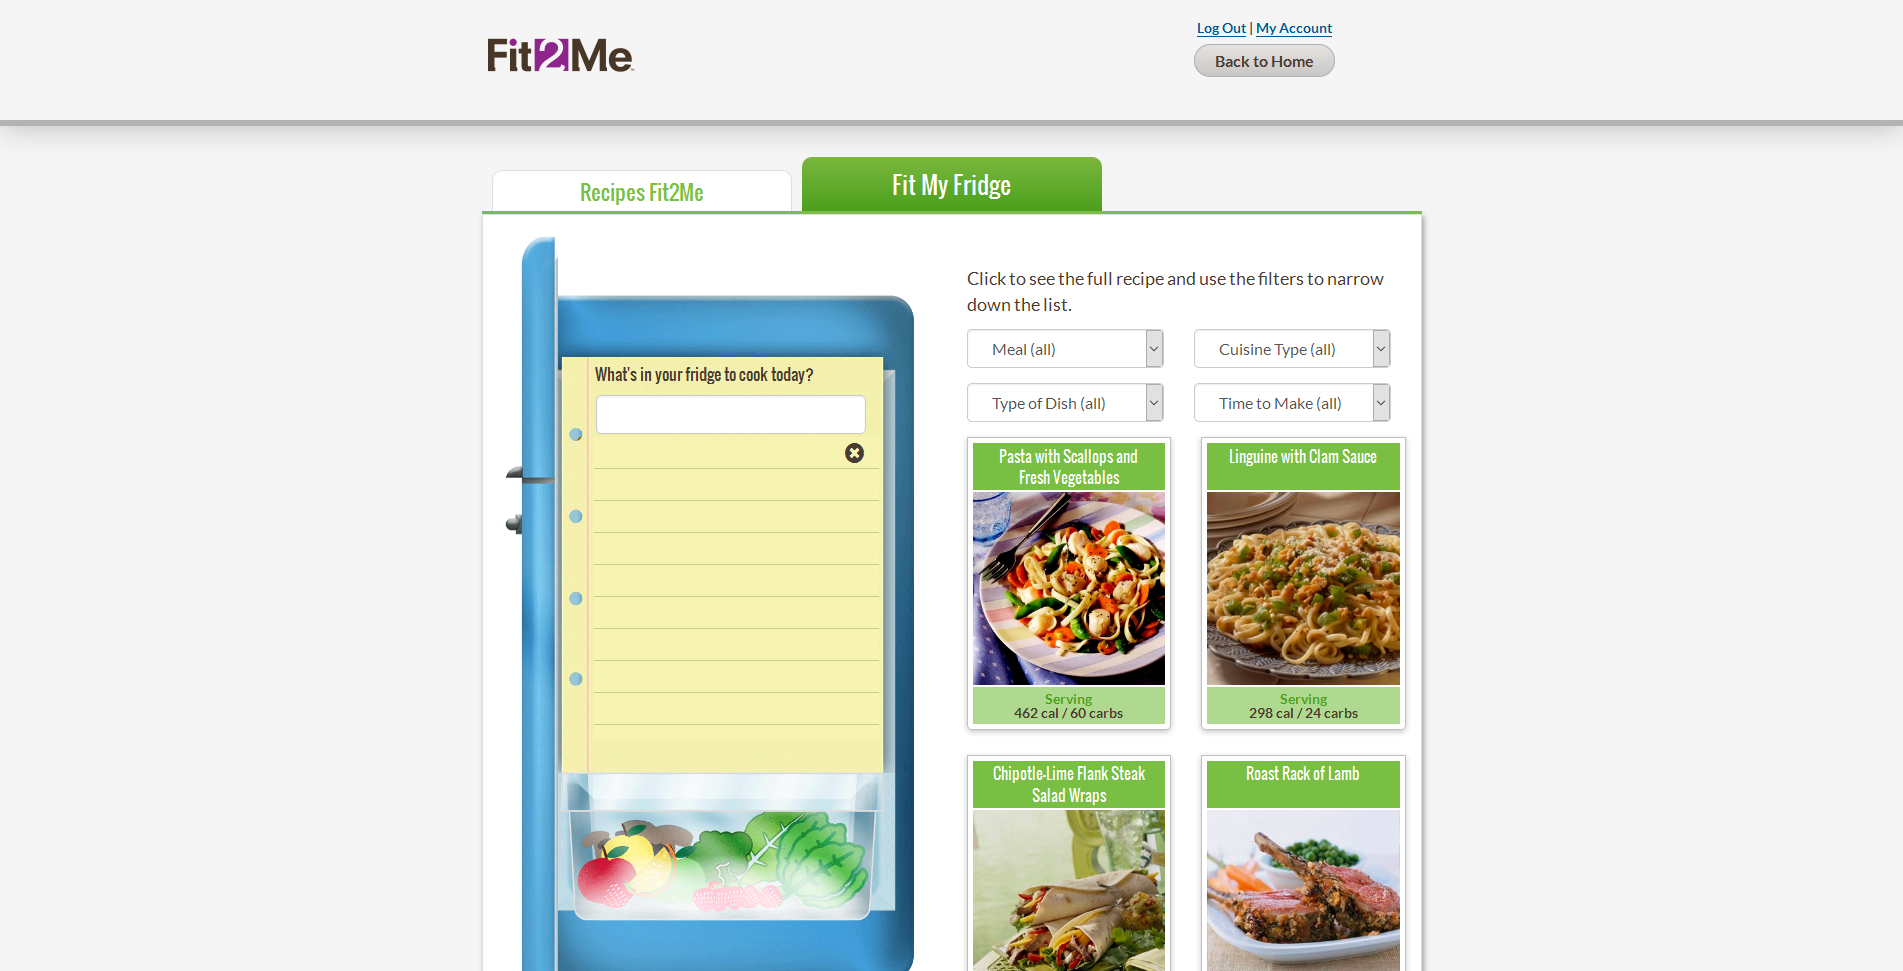 Fit2Me
Log Out | My Account
Back to Home
Recipes Fit2Me
Fit My Fridge
What's in your fridge to cook today?
Click to see the full recipe and use the filters to narrow
down the list.
Meal (all)
Cuisine Type (all)
Type of Dish (all)
Time to Make (all)
Pasta with Scallops and
Fresh Vegetables
Serving
462 cal / 60 carbs
Linguine with Clam Sauce
Serving
298 cal / 24 carbs
Chipotle-Lime Flank Steak
Salad Wraps
Roast Rack of Lamb